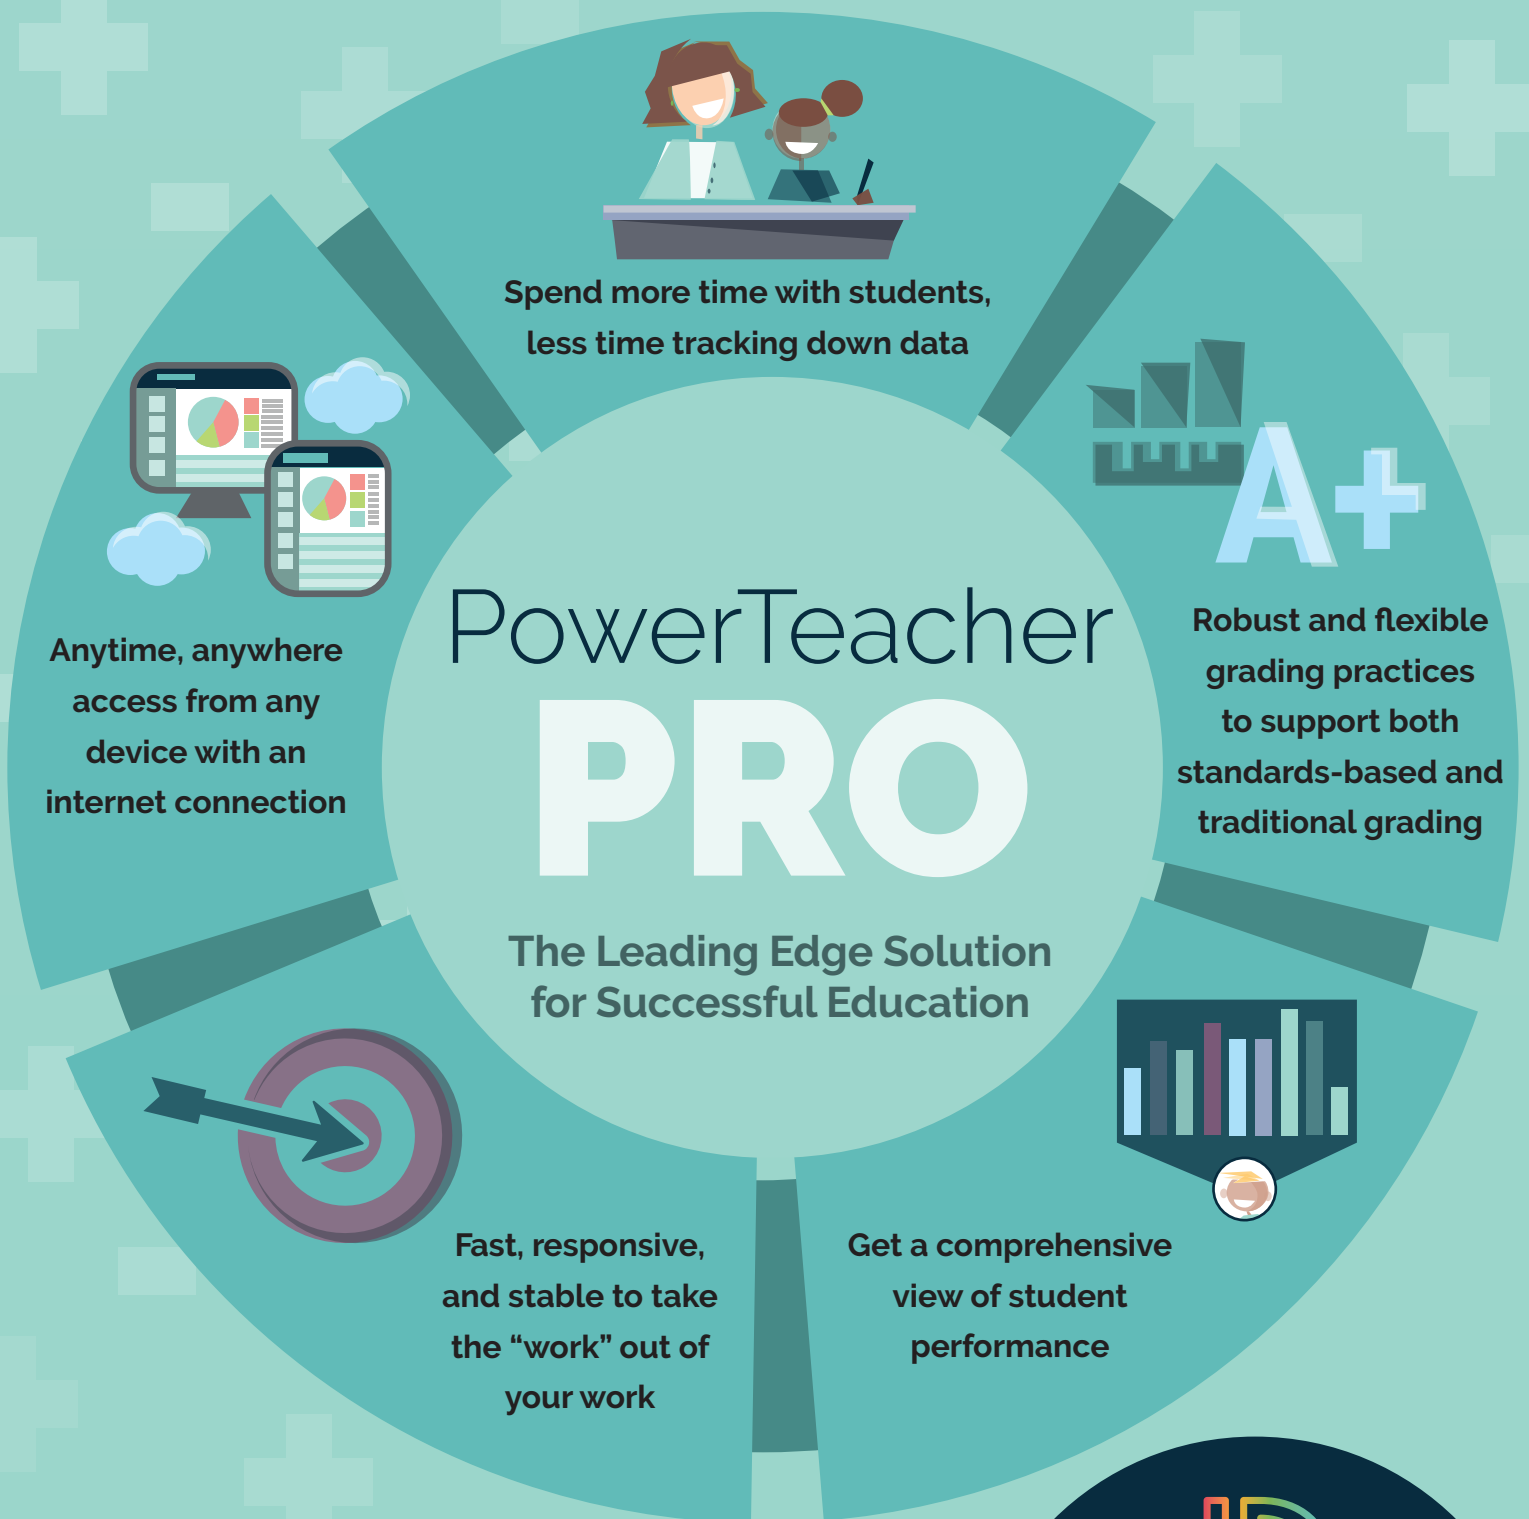 Spend more time with students,
less time tracking down data
Anytime, anywhere
access from any
device with an
internet connection
A+
Robust and flexible
grading practices
to support both
standards-based and
traditional grading
PowerTeacher
PRO
The Leading Edge Solution
for Successful Education
Fast, responsive,
and stable to take
the “work” out of
your work
Get a comprehensive
view of student
performance